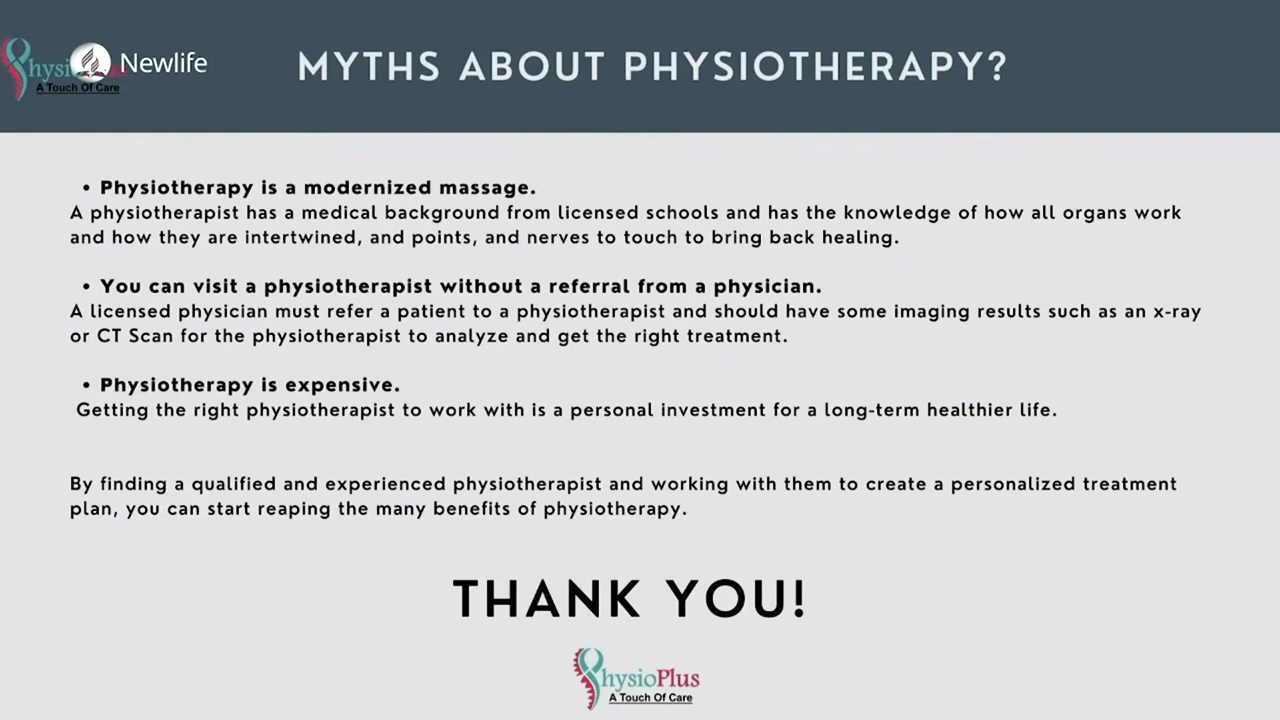 Newlife
A Touch Of Care
MYTHS ABOUT PHYSIOTHERAPY?
• Physiotherapy is a modernized massage.
A physiotherapist has a medical background from licensed schools and has the knowledge of how all organs work
and how they are intertwined, and points, and nerves to touch to bring back healing.
• You can visit a physiotherapist without a referral from a physician.
A licensed physician must refer a patient to a physiotherapist and should have some imaging results such as an x-ray
or CT Scan for the physiotherapist to analyze and get the right treatment.
• Physiotherapy is expensive.
Getting the right physiotherapist to work with is a personal investment for a long-term healthier life.
By finding a qualified and experienced physiotherapist and working with them to create a personalized treatment
plan, you can start reaping the many benefits of physiotherapy.
THANK YOU!
PhysioPlus
A Touch Of Care